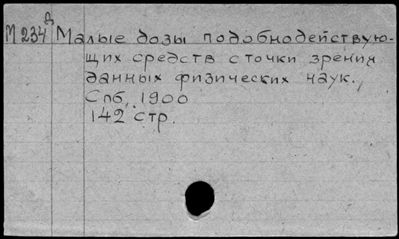 Д
М 234 Малые дозы подобнодействую-
щих средств с точки зрения
данных физических наук.
Спб, 1900
142 стр.